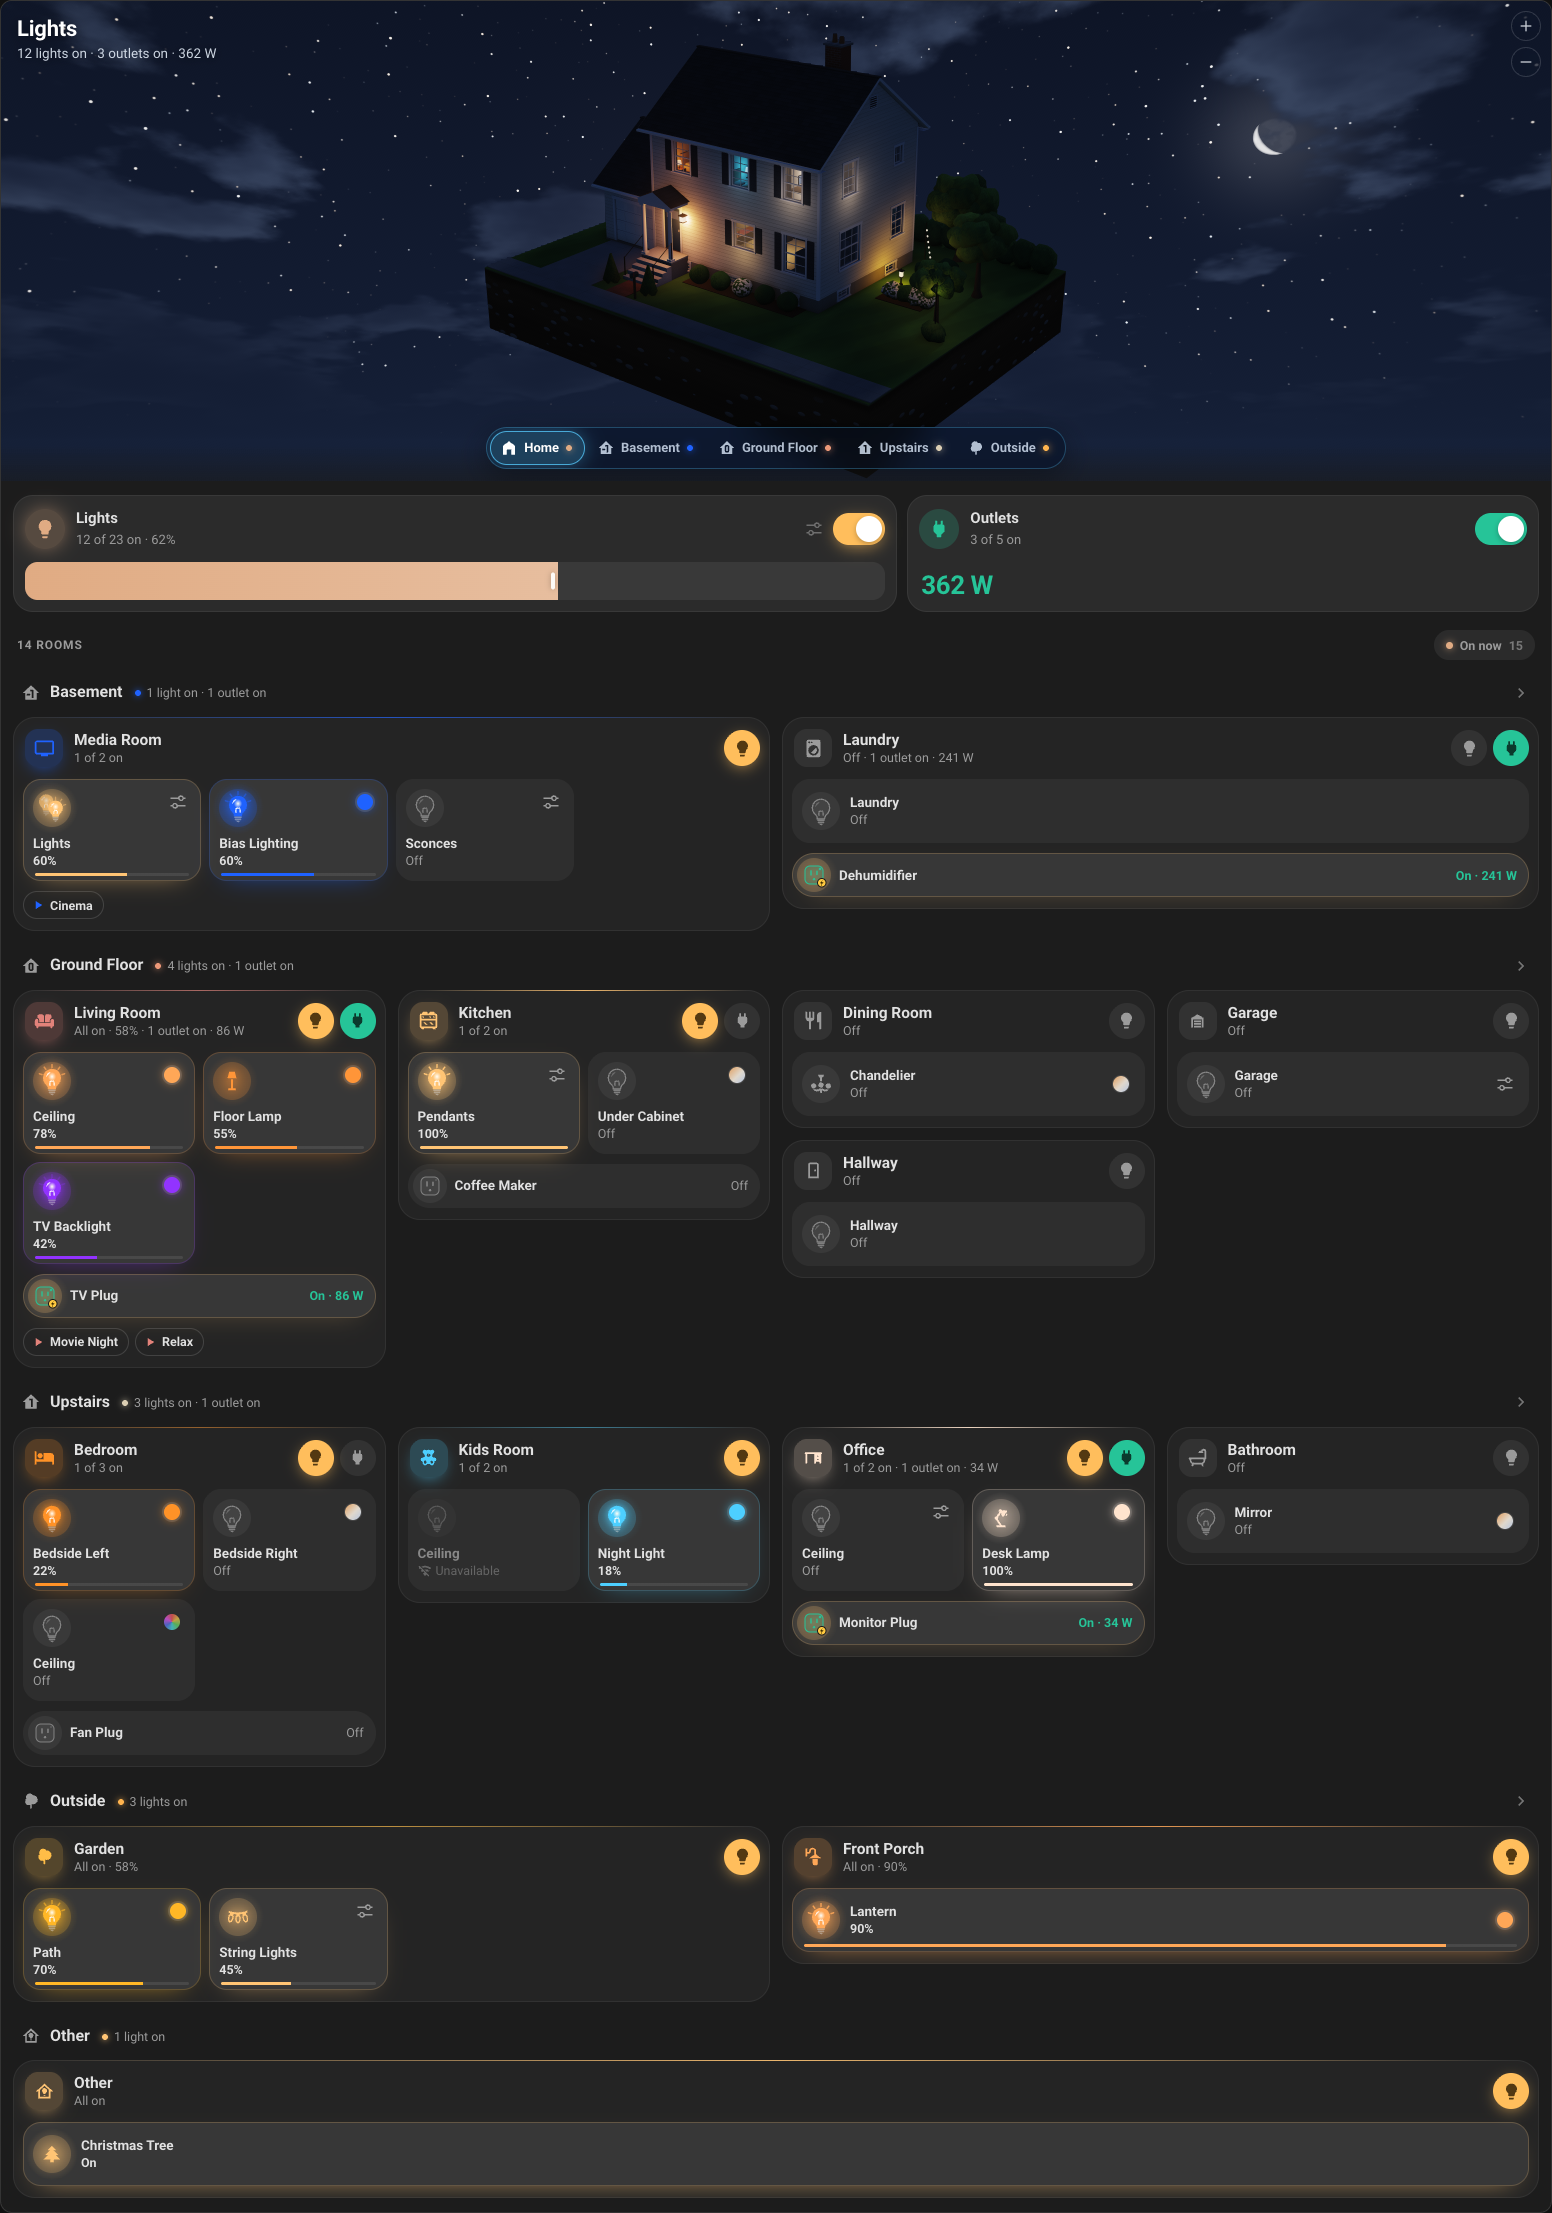 Lights
12 lights on · 3 outlets on · 362 W
Home
Basement
Ground Floor
Upstairs
Outside
Lights
12 of 23 on · 62%
Outlets
3 of 5 on
362 W
14 ROOMS
On now 15
Basement
1 light on · 1 outlet on
Media Room
1 of 2 on
Lights
60%
Bias Lighting
60%
Sconces
Off
Cinema
Laundry
Off · 1 outlet on · 241 W
Laundry
Off
Dehumidifier
On · 241 W
Ground Floor
4 lights on · 1 outlet on
Living Room
All on · 58% · 1 outlet on · 86 W
Ceiling
78%
Floor Lamp
55%
TV Backlight
42%
TV Plug
On · 86 W
Movie Night
Relax
Kitchen
1 of 2 on
Pendants
100%
Under Cabinet
Off
Coffee Maker
Off
Dining Room
Off
Chandelier
Off
Hallway
Off
Hallway
Off
Garage
Off
Garage
Off
Upstairs
3 lights on · 1 outlet on
Bedroom
1 of 3 on
Bedside Left
22%
Bedside Right
Off
Ceiling
Off
Fan Plug
Off
Kids Room
1 of 2 on
Ceiling
Unavailable
Night Light
18%
Office
1 of 2 on · 1 outlet on · 34 W
Ceiling
Off
Desk Lamp
100%
Monitor Plug
On · 34 W
Bathroom
Off
Mirror
Off
Outside
3 lights on
Garden
All on · 58%
Path
70%
String Lights
45%
Front Porch
All on · 90%
Lantern
90%
Other
1 light on
Other
All on
Christmas Tree
On